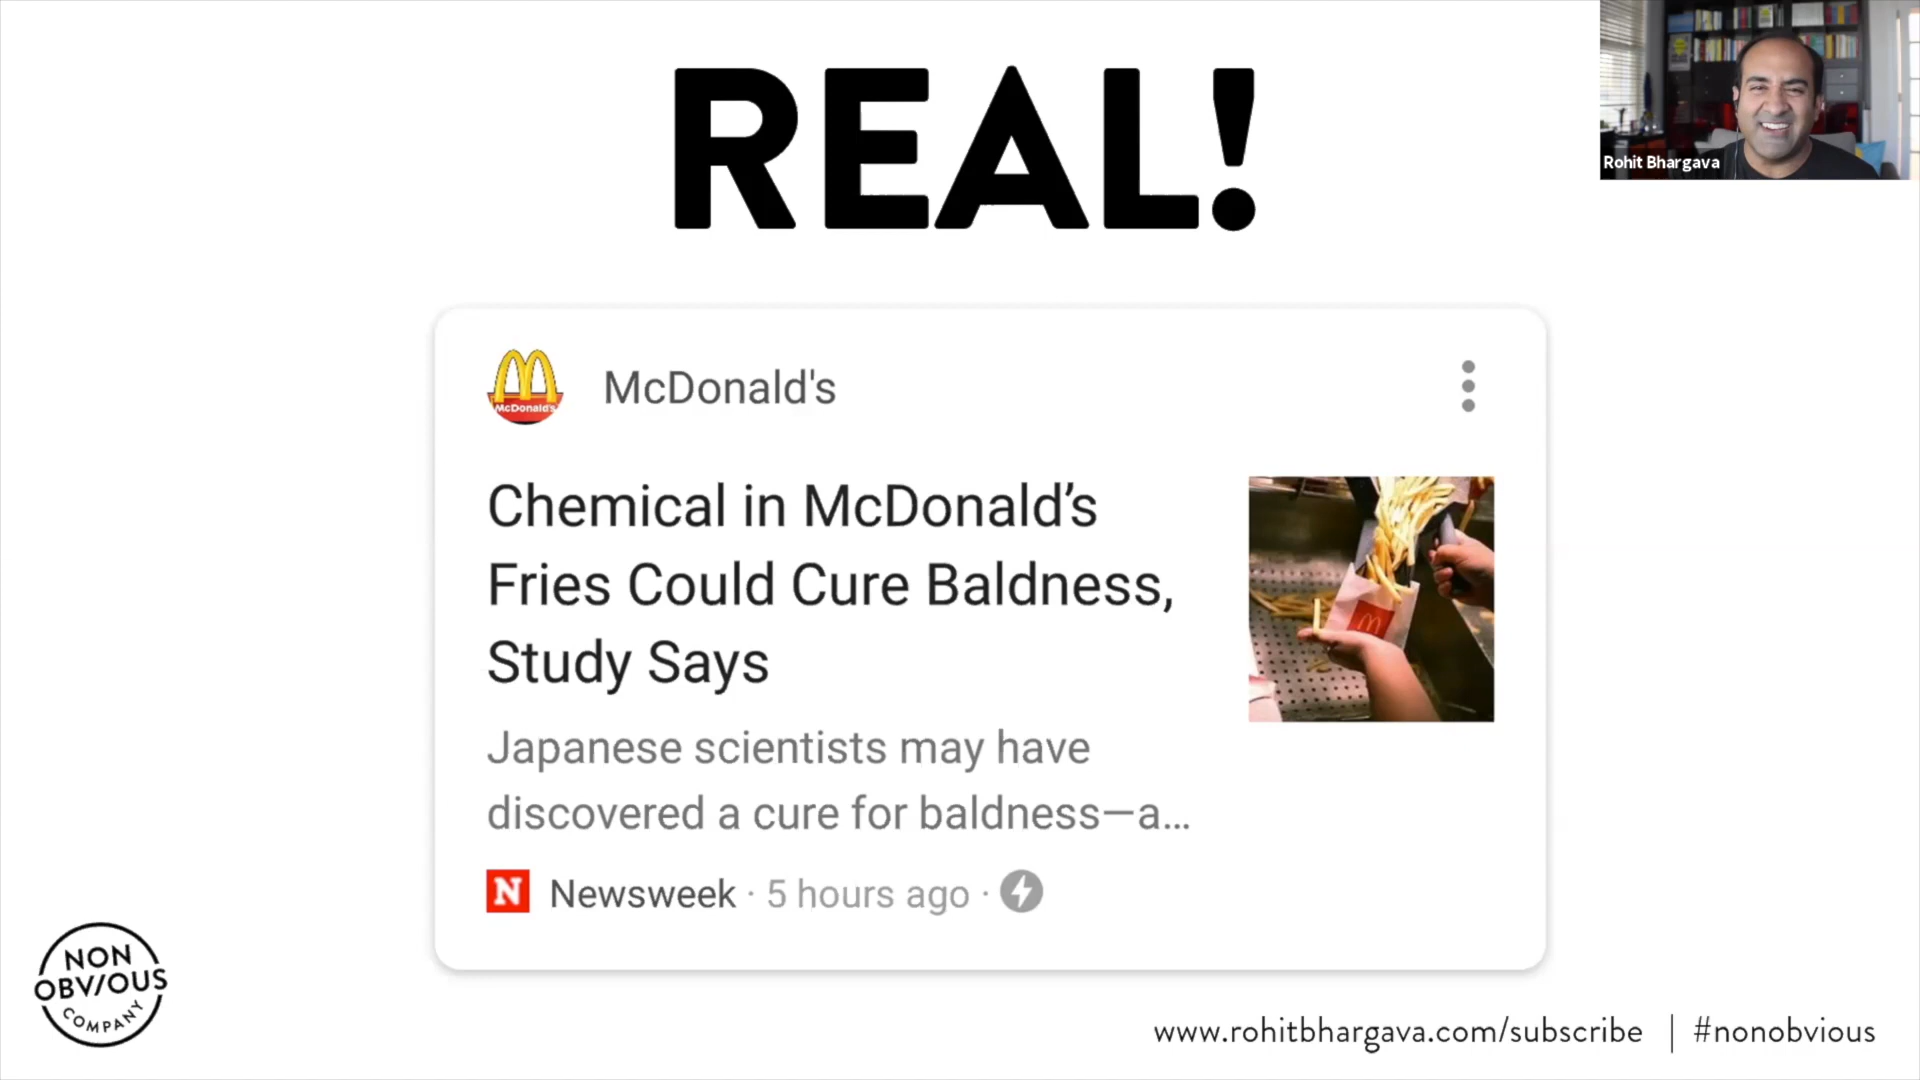 REAL!
Rohit Bhargava
McDonald's
McDonald's
Chemical in McDonald’s
Fries Could Cure Baldness,
Study Says
Japanese scientists may have
discovered a cure for baldness—a...
N Newsweek · 5 hours ago ·
NON
OBV/OUS
COMPANY
www.rohitbhargava.com/subscribe | #nonobvious